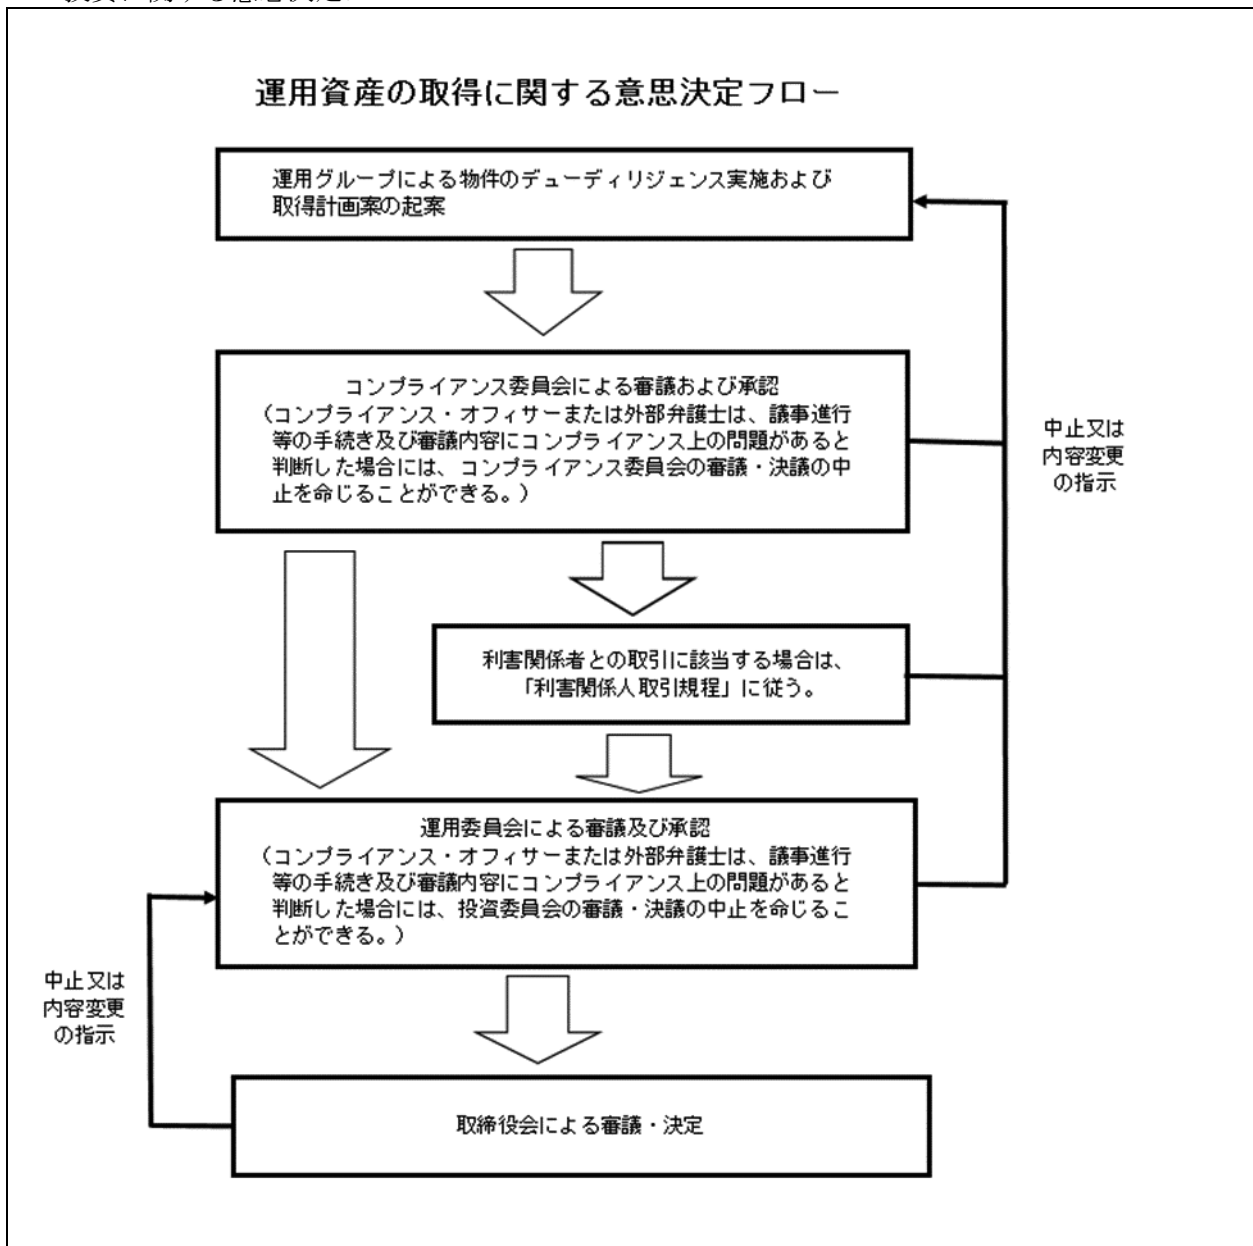 運用資産の取得に関する意思決定フロー
運用グループによる物件のデューディリジェンス実施および
取得計画案の起案
コンプライアンス委員会による審議および承認
（コンプライアンス・オフィサーまたは外部弁護士は、議事進行
等の手続き及び審議内容にコンプライアンス上の問題があると
判断した場合には、コンプライアンス委員会の審議・決議の中
止を命じることができる。）
中止又は
内容変更
の指示
利害関係者との取引に該当する場合は、
「利害関係人取引規程」に従う。
運用委員会による審議及び承認
（コンプライアンス・オフィサーまたは外部弁護士は、議事進行
等の手続き及び審議内容にコンプライアンス上の問題があると
判断した場合には、投資委員会の審議・決議の中止を命じるこ
とができる。）
中止又は
内容変更
の指示
取締役会による審議・決定